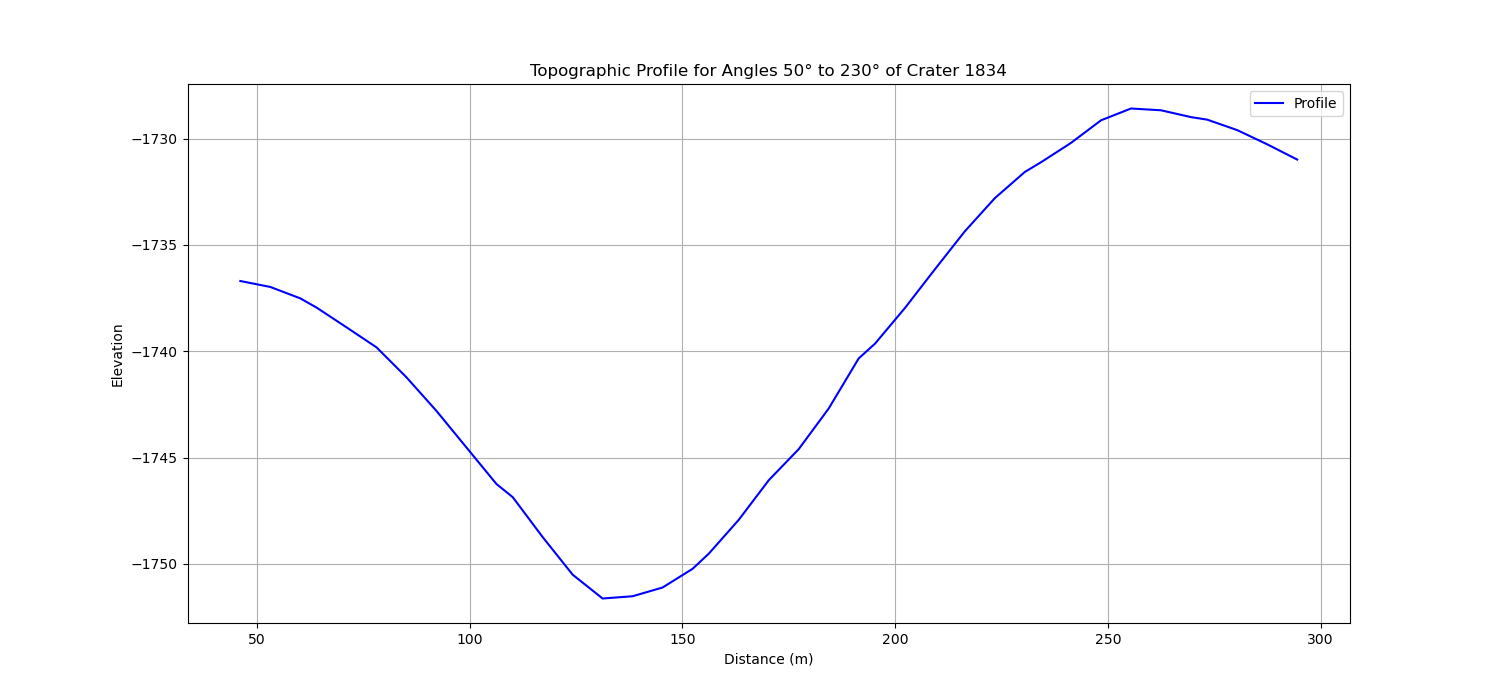 Topographic Profile for Angles 50° to 230° of Crater 1834
Profile
−1730
−1735
−1740
−1745
−1750
Elevation
50 100 150 200 250 300
Distance (m)